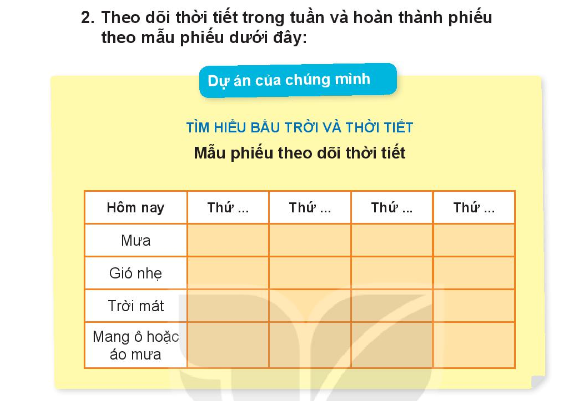 2. Theo dõi thời tiết trong tuần và hoàn thành phiếu
theo mẫu phiếu dưới đây:
Dự án của chúng mình
TÌM HIỂU BẦU TRỜI VÀ THỜI TIẾT
Mẫu phiếu theo dõi thời tiết
Hôm nay Thứ ... Thứ ... Thứ ... Thứ ...
Mưa
Gió nhẹ
Trời mát
Mang ô hoặc
áo mưa